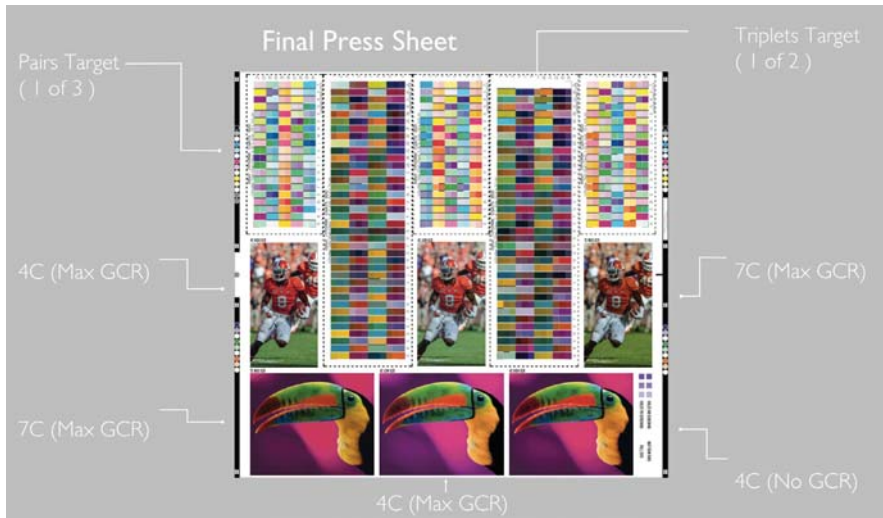 Final Press Sheet
Pairs Target
( 1 of 3 )
Triplets Target
( 1 of 2 )
4C (Max GCR)
7C (Max GCR)
7C (Max GCR)
4C (No GCR)
4C (Max GCR)